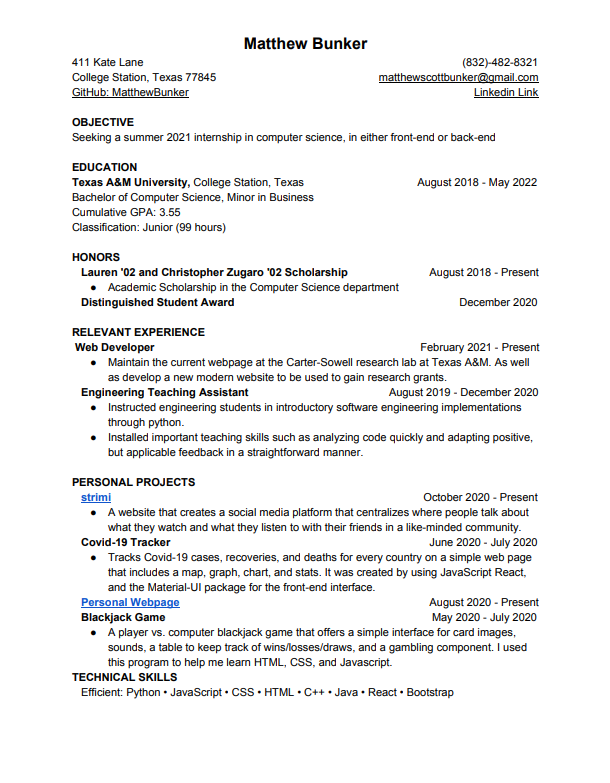 Matthew Bunker
411 Kate Lane (832)-482-8321
College Station, Texas 77845 matthewscottbunker@gmail.com
GitHub: MatthewBunker Linkedin Link
OBJECTIVE
Seeking a summer 2021 internship in computer science, in either front-end or back-end
EDUCATION
Texas A&M University, College Station, Texas August 2018 - May 2022
Bachelor of Computer Science, Minor in Business
Cumulative GPA: 3.55
Classification: Junior (99 hours)
HONORS
Lauren '02 and Christopher Zugaro '02 Scholarship August 2018 - Present
● Academic Scholarship in the Computer Science department
Distinguished Student Award December 2020
RELEVANT EXPERIENCE
Web Developer February 2021 - Present
● Maintain the current webpage at the Carter-Sowell research lab at Texas A&M. As well
as develop a new modern website to be used to gain research grants.
Engineering Teaching Assistant August 2019 - December 2020
● Instructed engineering students in introductory software engineering implementations
through python.
● Installed important teaching skills such as analyzing code quickly and adapting positive,
but applicable feedback in a straightforward manner.
PERSONAL PROJECTS
strimi October 2020 - Present
● A website that creates a social media platform that centralizes where people talk about
what they watch and what they listen to with their friends in a like-minded community.
Covid-19 Tracker June 2020 - July 2020
● Tracks Covid-19 cases, recoveries, and deaths for every country on a simple web page
that includes a map, graph, chart, and stats. It was created by using JavaScript React,
and the Material-UI package for the front-end interface.
Personal Webpage August 2020 - Present
Blackjack Game May 2020 - July 2020
● A player vs. computer blackjack game that offers a simple interface for card images,
sounds, a table to keep track of wins/losses/draws, and a gambling component. I used
this program to help me learn HTML, CSS, and Javascript.
TECHNICAL SKILLS
Efficient: Python • JavaScript • CSS • HTML • C++ • Java • React • Bootstrap